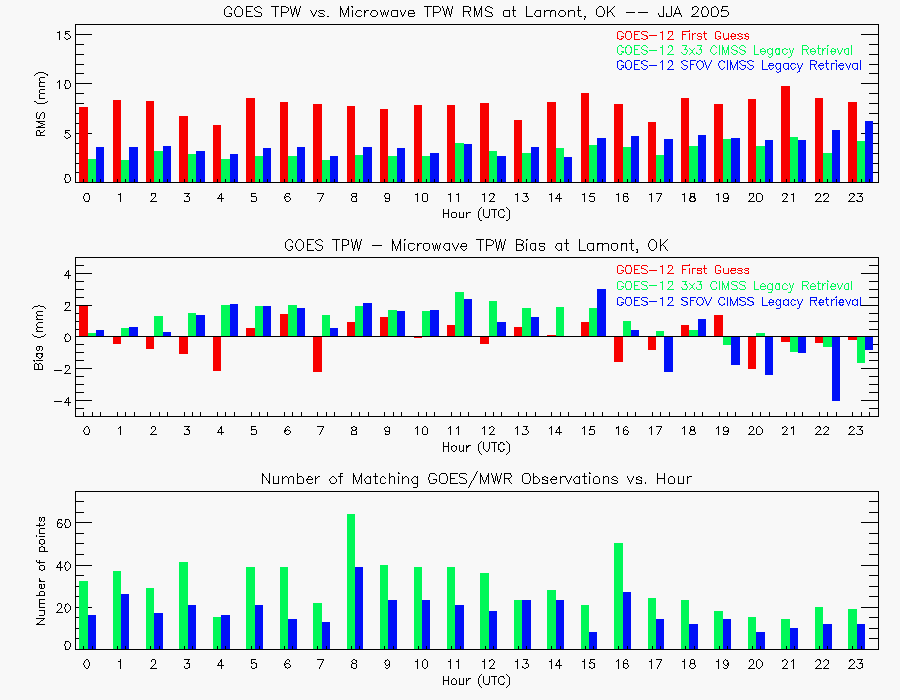 GOES TPW vs. Microwave TPW RMS at Lamont, OK -- JJA 2005
GOES-12 First Guess
GOES-12 3x3 CIMSS Legacy Retrieval
GOES-12 SFOV CIMSS Legacy Retrieval
RMS (mm)
15
10
5
0
0 1 2 3 4 5 6 7 8 9 10 11 12 13 14 15 16 17 18 19 20 21 22 23
Hour (UTC)
GOES TPW - Microwave TPW Bias at Lamont, OK
GOES-12 First Guess
GOES-12 3x3 CIMSS Legacy Retrieval
GOES-12 SFOV CIMSS Legacy Retrieval
Bias (mm)
4
2
0
-2
-4
0 1 2 3 4 5 6 7 8 9 10 11 12 13 14 15 16 17 18 19 20 21 22 23
Hour (UTC)
Number of Matching GOES/MWR Observations vs. Hour
Number of points
60
40
20
0
0 1 2 3 4 5 6 7 8 9 10 11 12 13 14 15 16 17 18 19 20 21 22 23
Hour (UTC)